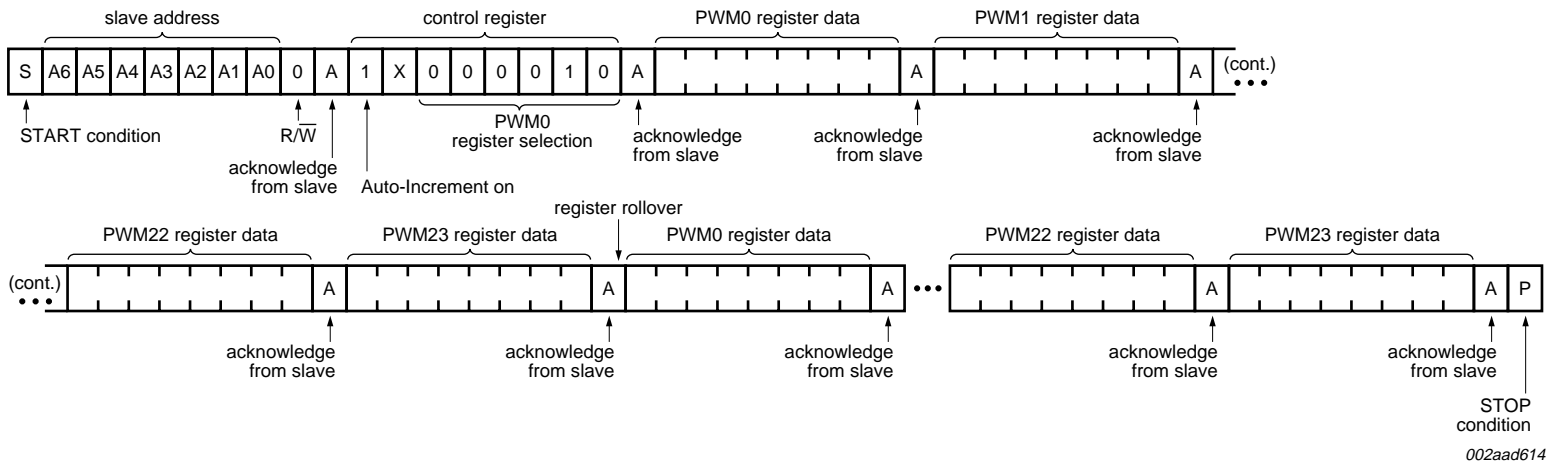 slave address control register PWM0 register data PWM1 register data
S A6 A5 A4 A3 A2 A1 A0 0 A 1 X 0 0 0 0 1 0 A A A (cont.)
START condition
R/W
acknowledge
from slave
Auto-Increment on
PWM0
register selection
acknowledge
from slave
acknowledge
from slave
acknowledge
from slave
register rollover
PWM22 register data PWM23 register data PWM0 register data PWM22 register data PWM23 register data
(cont.) A A A A A P
acknowledge
from slave
acknowledge
from slave
acknowledge
from slave
acknowledge
from slave
acknowledge
from slave
STOP
condition
002aad614